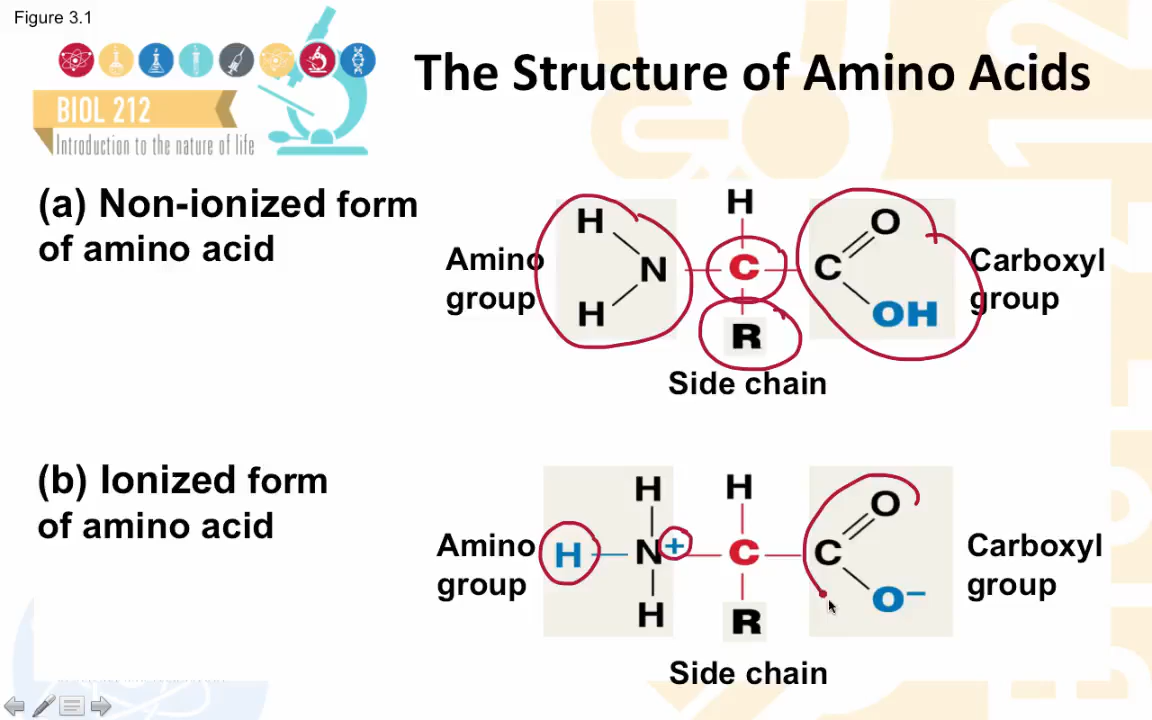 Figure 3.1
The Structure of Amino Acids
BIOL 212
Introduction to the nature of life
(a) Non-ionized form
of amino acid
Amino
group
H
H
N
H
C
R
C
O
OH
Carboxyl
group
Side chain
(b) Ionized form
of amino acid
Amino
group
H
H
N
+
H
H
C
R
C
O
O−
Carboxyl
group
Side chain